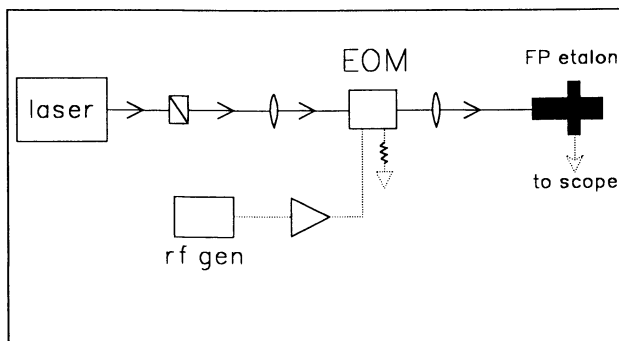 EOM
FP etalon
laser
to scope
rf gen